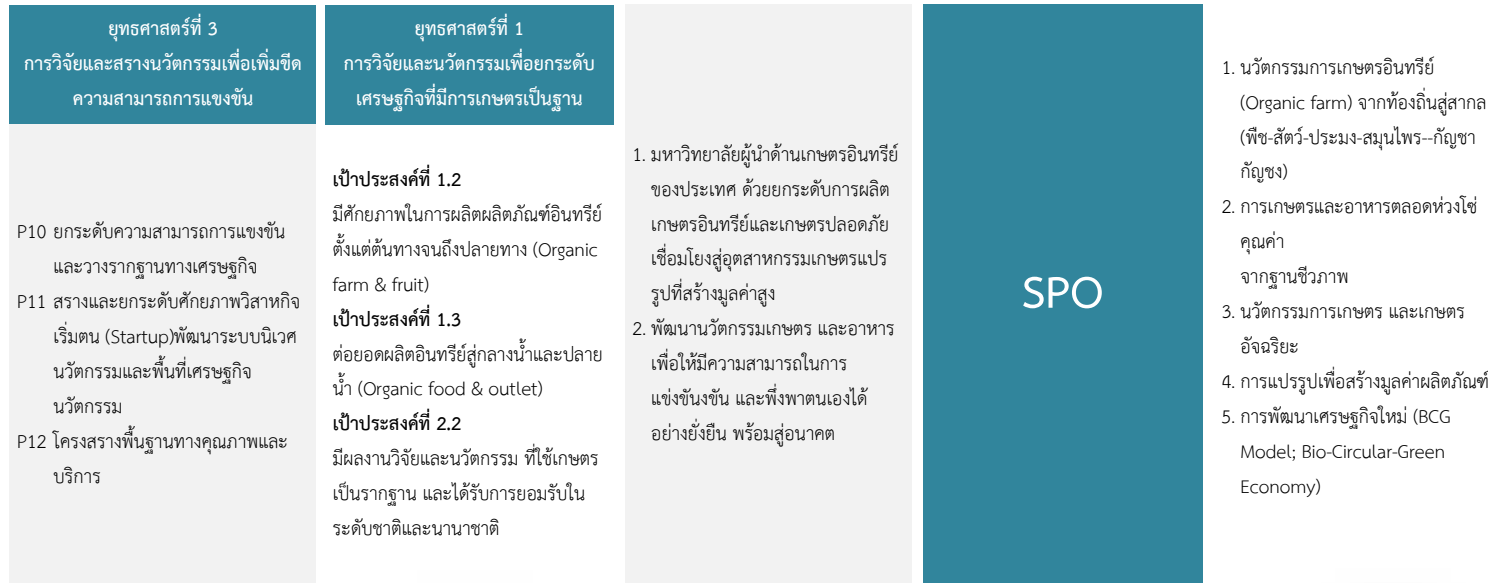 ยุทธศาสตร์ที่ 3
การวิจัยและสรางนวัตกรรมเพื่อเพิ่มขีด
ความสามารถการแขงขัน
P10 ยกระดับความสามารถการแขงขัน
และวางรากฐานทางเศรษฐกิจ
P11 สรางและยกระดับศักยภาพวิสาหกิจ
เริ่มตน (Startup)พัฒนาระบบนิเวศ
นวัตกรรมและพื้นที่เศรษฐกิจ
นวัตกรรม
P12 โครงสรางพื้นฐานทางคุณภาพและ
บริการ
ยุทธศาสตร์ที่ 1
การวิจัยและนวัตกรรมเพื่อยกระดับ
เศรษฐกิจที่มีการเกษตรเป็นฐาน
เป้าประสงค์ที่ 1.2
มีศักยภาพในการผลิตผลิตภัณฑ์อินทรีย์
ตั้งแต่ต้นทางจนถึงปลายทาง (Organic
farm & fruit)
เป้าประสงค์ที่ 1.3
ต่อยอดผลิตอินทรีย์สู่กลางน้ำและปลาย
น้ำ (Organic food & outlet)
เป้าประสงค์ที่ 2.2
มีผลงานวิจัยและนวัตกรรม ที่ใช้เกษตร
เป็นรากฐาน และได้รับการยอมรับใน
ระดับชาติและนานาชาติ
1. มหาวิทยาลัยผู้นำด้านเกษตรอินทรีย์
ของประเทศ ด้วยยกระดับการผลิต
เกษตรอินทรีย์และเกษตรปลอดภัย
เชื่อมโยงสู่อุตสาหกรรมเกษตรแปร
รูปที่สร้างมูลค่าสูง
2. พัฒนานวัตกรรมเกษตร และอาหาร
เพื่อให้มีความสามารถในการ
แข่งขันงขัน และพึ่งพาตนเองได้
อย่างยั่งยืน พร้อมสู่อนาคต
SPO
1. นวัตกรรมการเกษตรอินทรีย์
(Organic farm) จากท้องถิ่นสู่สากล
(พืช-สัตว์-ประมง-สมุนไพร--กัญชา
กัญชง)
2. การเกษตรและอาหารตลอดห่วงโซ่
คุณค่า
จากฐานชีวภาพ
3. นวัตกรรมการเกษตร และเกษตร
อัจฉริยะ
4. การแปรรูปเพื่อสร้างมูลค่าผลิตภัณฑ์
5. การพัฒนาเศรษฐกิจใหม่ (BCG
Model; Bio-Circular-Green
Economy)